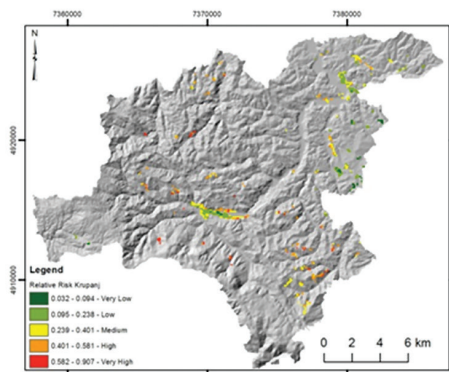 7360000 7370000 7380000
N
4920000
4910000
Legend
Relative Risk Krupanj
0.032 - 0.094 - Very Low
0.095 - 0.238 - Low
0.239 - 0.401 - Medium
0.401 - 0.581 - High
0.582 - 0.907 - Very High
0 2 4 6 km